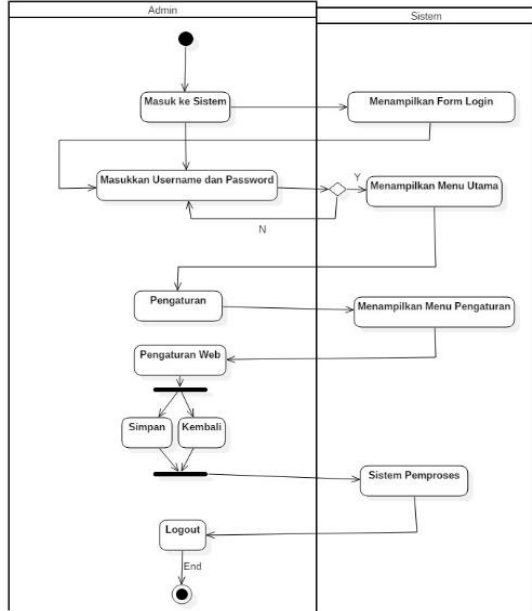 Admin
Sistem
Masuk ke Sistem
Menampilkan Form Login
Masukkan Username dan Password
Y
Menampilkan Menu Utama
N
Pengaturan
Menampilkan Menu Pengaturan
Pengaturan Web
Simpan
Kembali
Sistem Pemproses
Logout
End